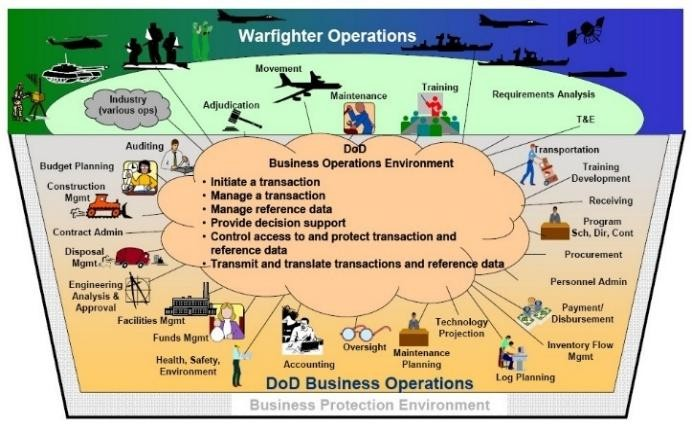 Warfighter Operations
Movement
Industry
(various ops)
Adjudication
Maintenance
Training
Requirements Analysis
T&E
Auditing
DoD
Business Operations Environment
Transportation
Budget Planning
Training
Development
Construction
Mgmt
• Initiate a transaction
• Manage a transaction
• Manage reference data
• Provide decision support
• Control access to and protect transaction and
reference data
• Transmit and translate transactions and reference data
Receiving
Contract Admin
Program
Sch, Dir, Cont
Disposal
Mgmt
Procurement
Engineering
Analysis &
Approval
Personnel Admin
Facilities Mgmt
Payment/
Disbursement
Funds Mgmt
Technology
Projection
Health, Safety,
Environment
Accounting
Oversight
Maintenance
Planning
Inventory Flow
Mgmt
Log Planning
DoD Business Operations
Business Protection Environment